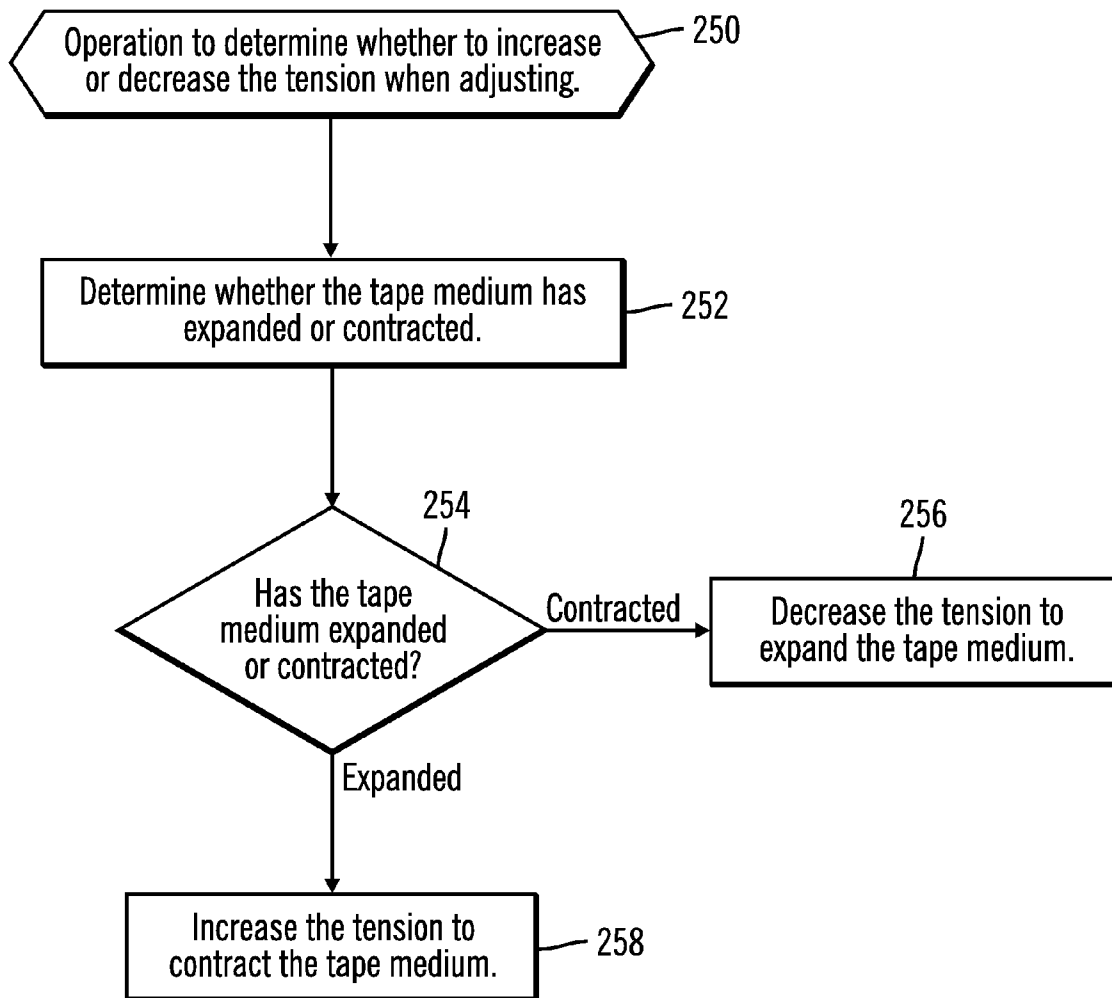 Operation to determine whether to increase
or decrease the tension when adjusting.
250
Determine whether the tape medium has
expanded or contracted.
252
254
Has the tape
medium expanded
or contracted?
Contracted
256
Decrease the tension to
expand the tape medium.
Expanded
Increase the tension to
contract the tape medium.
258